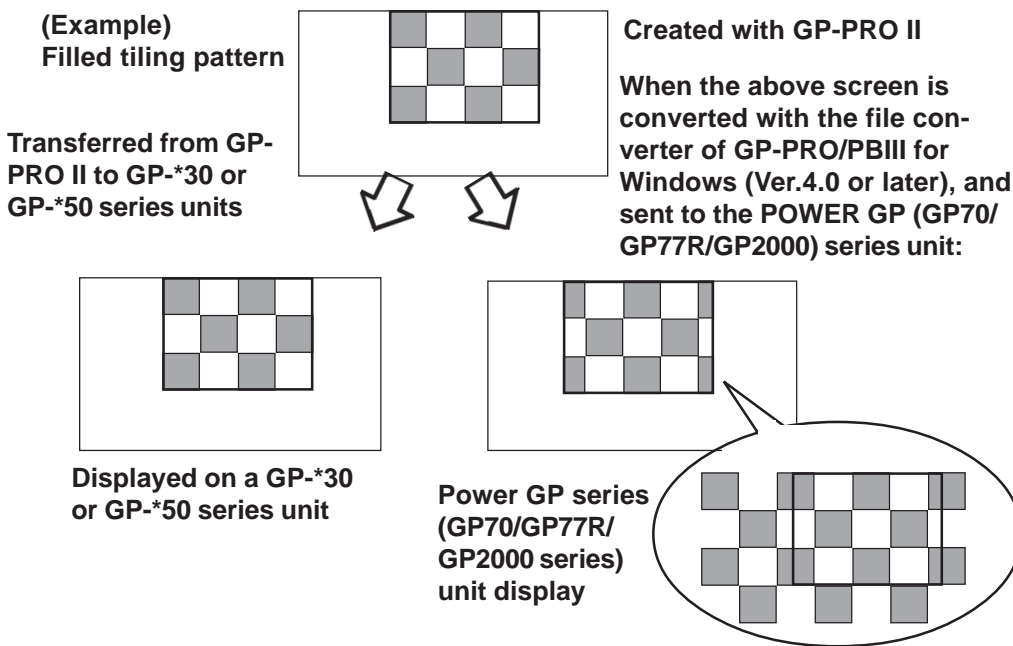 (Example)
Filled tiling pattern
Created with GP-PRO II
When the above screen is
converted with the file con-
verter of GP-PRO/PBIII for
Windows (Ver.4.0 or later), and
sent to the POWER GP (GP70/
GP77R/GP2000) series unit:
Transferred from GP-
PRO II to GP-*30 or
GP-*50 series units
Displayed on a GP-*30
or GP-*50 series unit
Power GP series
(GP70/GP77R/
GP2000 series)
unit display